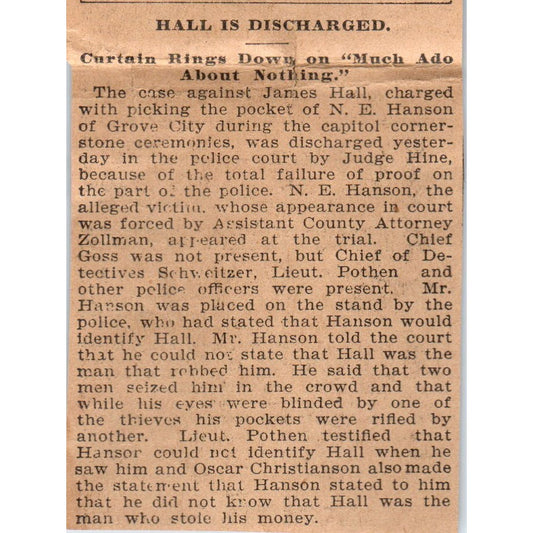 HALL IS DISCHARGED.
Curtain Rings Down on "Much Ado
About Nothing."
The case against James Hall, charged
with picking the pocket of N. E. Hanson
of Grove City during the capitol corner-
stone ceremonies, was discharged yester-
day in the police court by Judge Hine,
because of the total failure of proof on
the part of the police. N. E. Hanson, the
alleged victim, whose appearance in court
was forced by Assistant County Attorney
Zollman, appeared at the trial. Chief
Goss was not present, but Chief of De-
tectives Schweitzer, Lieut. Pothen and
other police officers were present. Mr.
Hanson was placed on the stand by the
police, who had stated that Hanson would
identify Hall. Mr. Hanson told the court
that he could not state that Hall was the
man that robbed him. He said that two
men seized him in the crowd and that
while his eyes were blinded by one of
the thieves his pockets were rifled by
another. Lieut. Pothen testified that
Hanson could not identify Hall when he
saw him and Oscar Christianson also made
the statement that Hanson stated to him
that he did not know that Hall was the
man who stole his money.